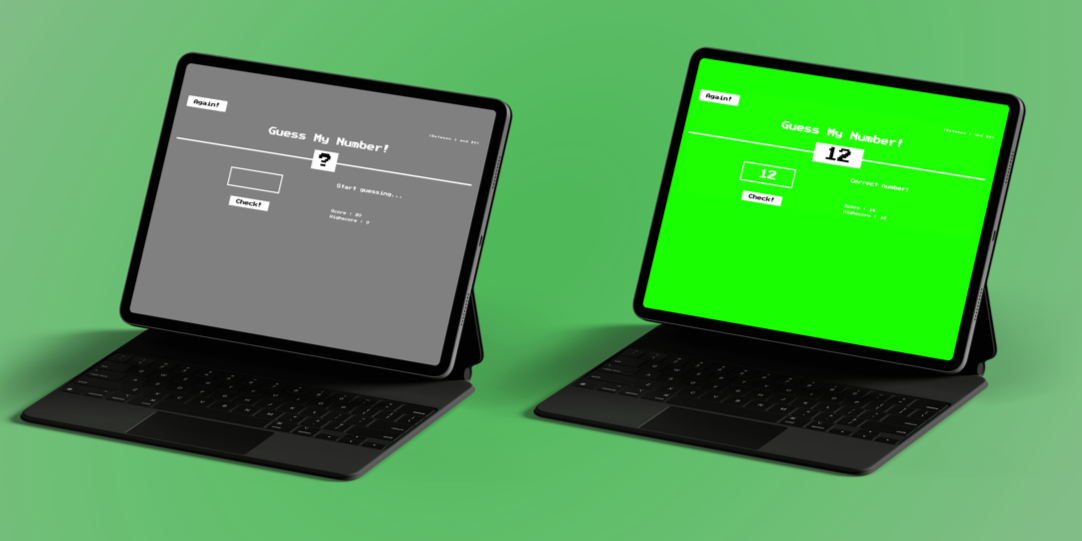 Again!
(Between 1 and 20)
Guess My Number!
?
Start guessing...
Check!
Score : 20
Highscore : 0
Again!
(Between 1 and 20)
Guess My Number!
12
12
Correct number!
Check!
Score : 14
Highscore : 14